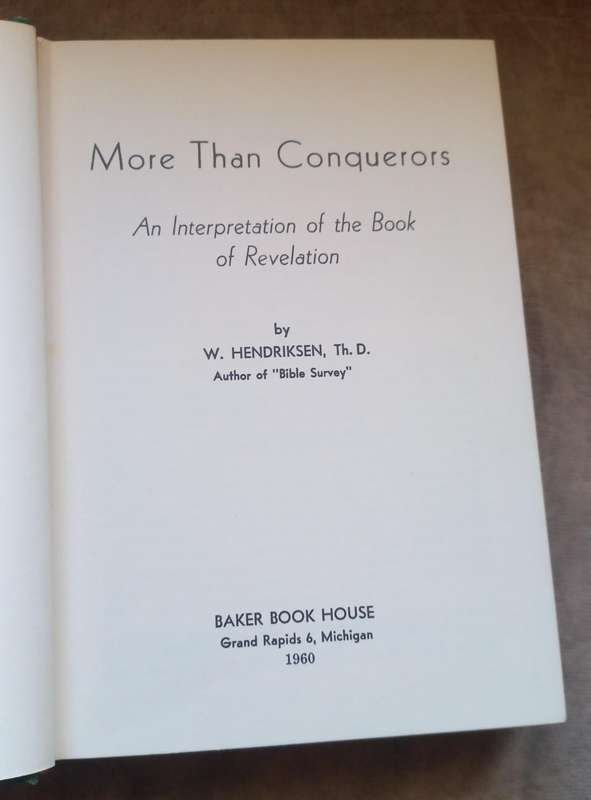 More Than Conquerors
An Interpretation of the Book
of Revelation
by
W. HENDRIKSEN, Th. D.
Author of "Bible Survey"
BAKER BOOK HOUSE
Grand Rapids 6, Michigan
1960